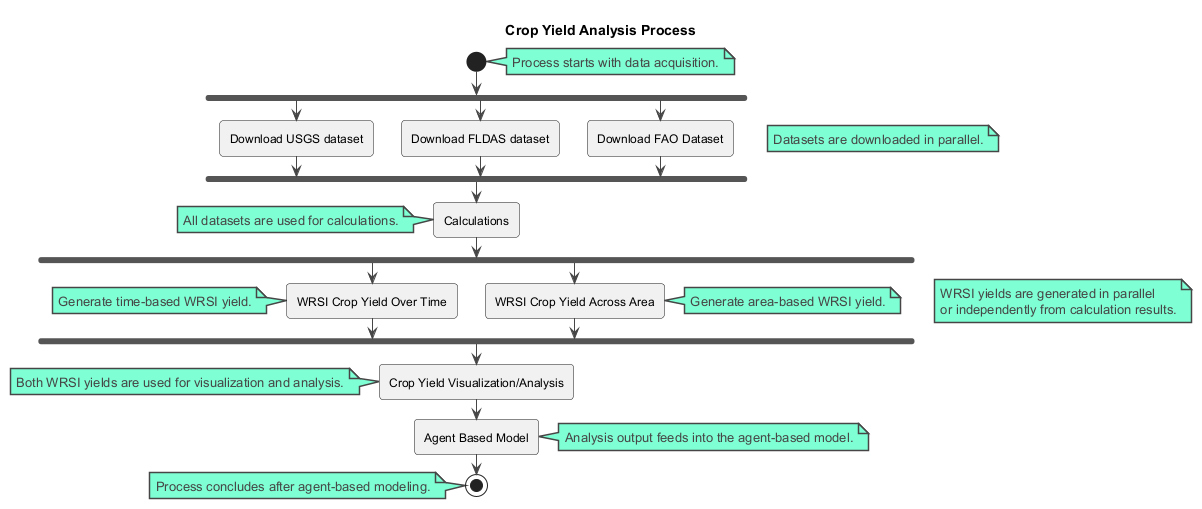 Crop Yield Analysis Process
Process starts with data acquisition.
Download USGS dataset
Download FLDAS dataset
Download FAO Dataset
Datasets are downloaded in parallel.
All datasets are used for calculations.
Calculations
Generate time-based WRSI yield.
WRSI Crop Yield Over Time
WRSI Crop Yield Across Area
Generate area-based WRSI yield.
WRSI yields are generated in parallel
or independently from calculation results.
Both WRSI yields are used for visualization and analysis.
Crop Yield Visualization/Analysis
Agent Based Model
Analysis output feeds into the agent-based model.
Process concludes after agent-based modeling.